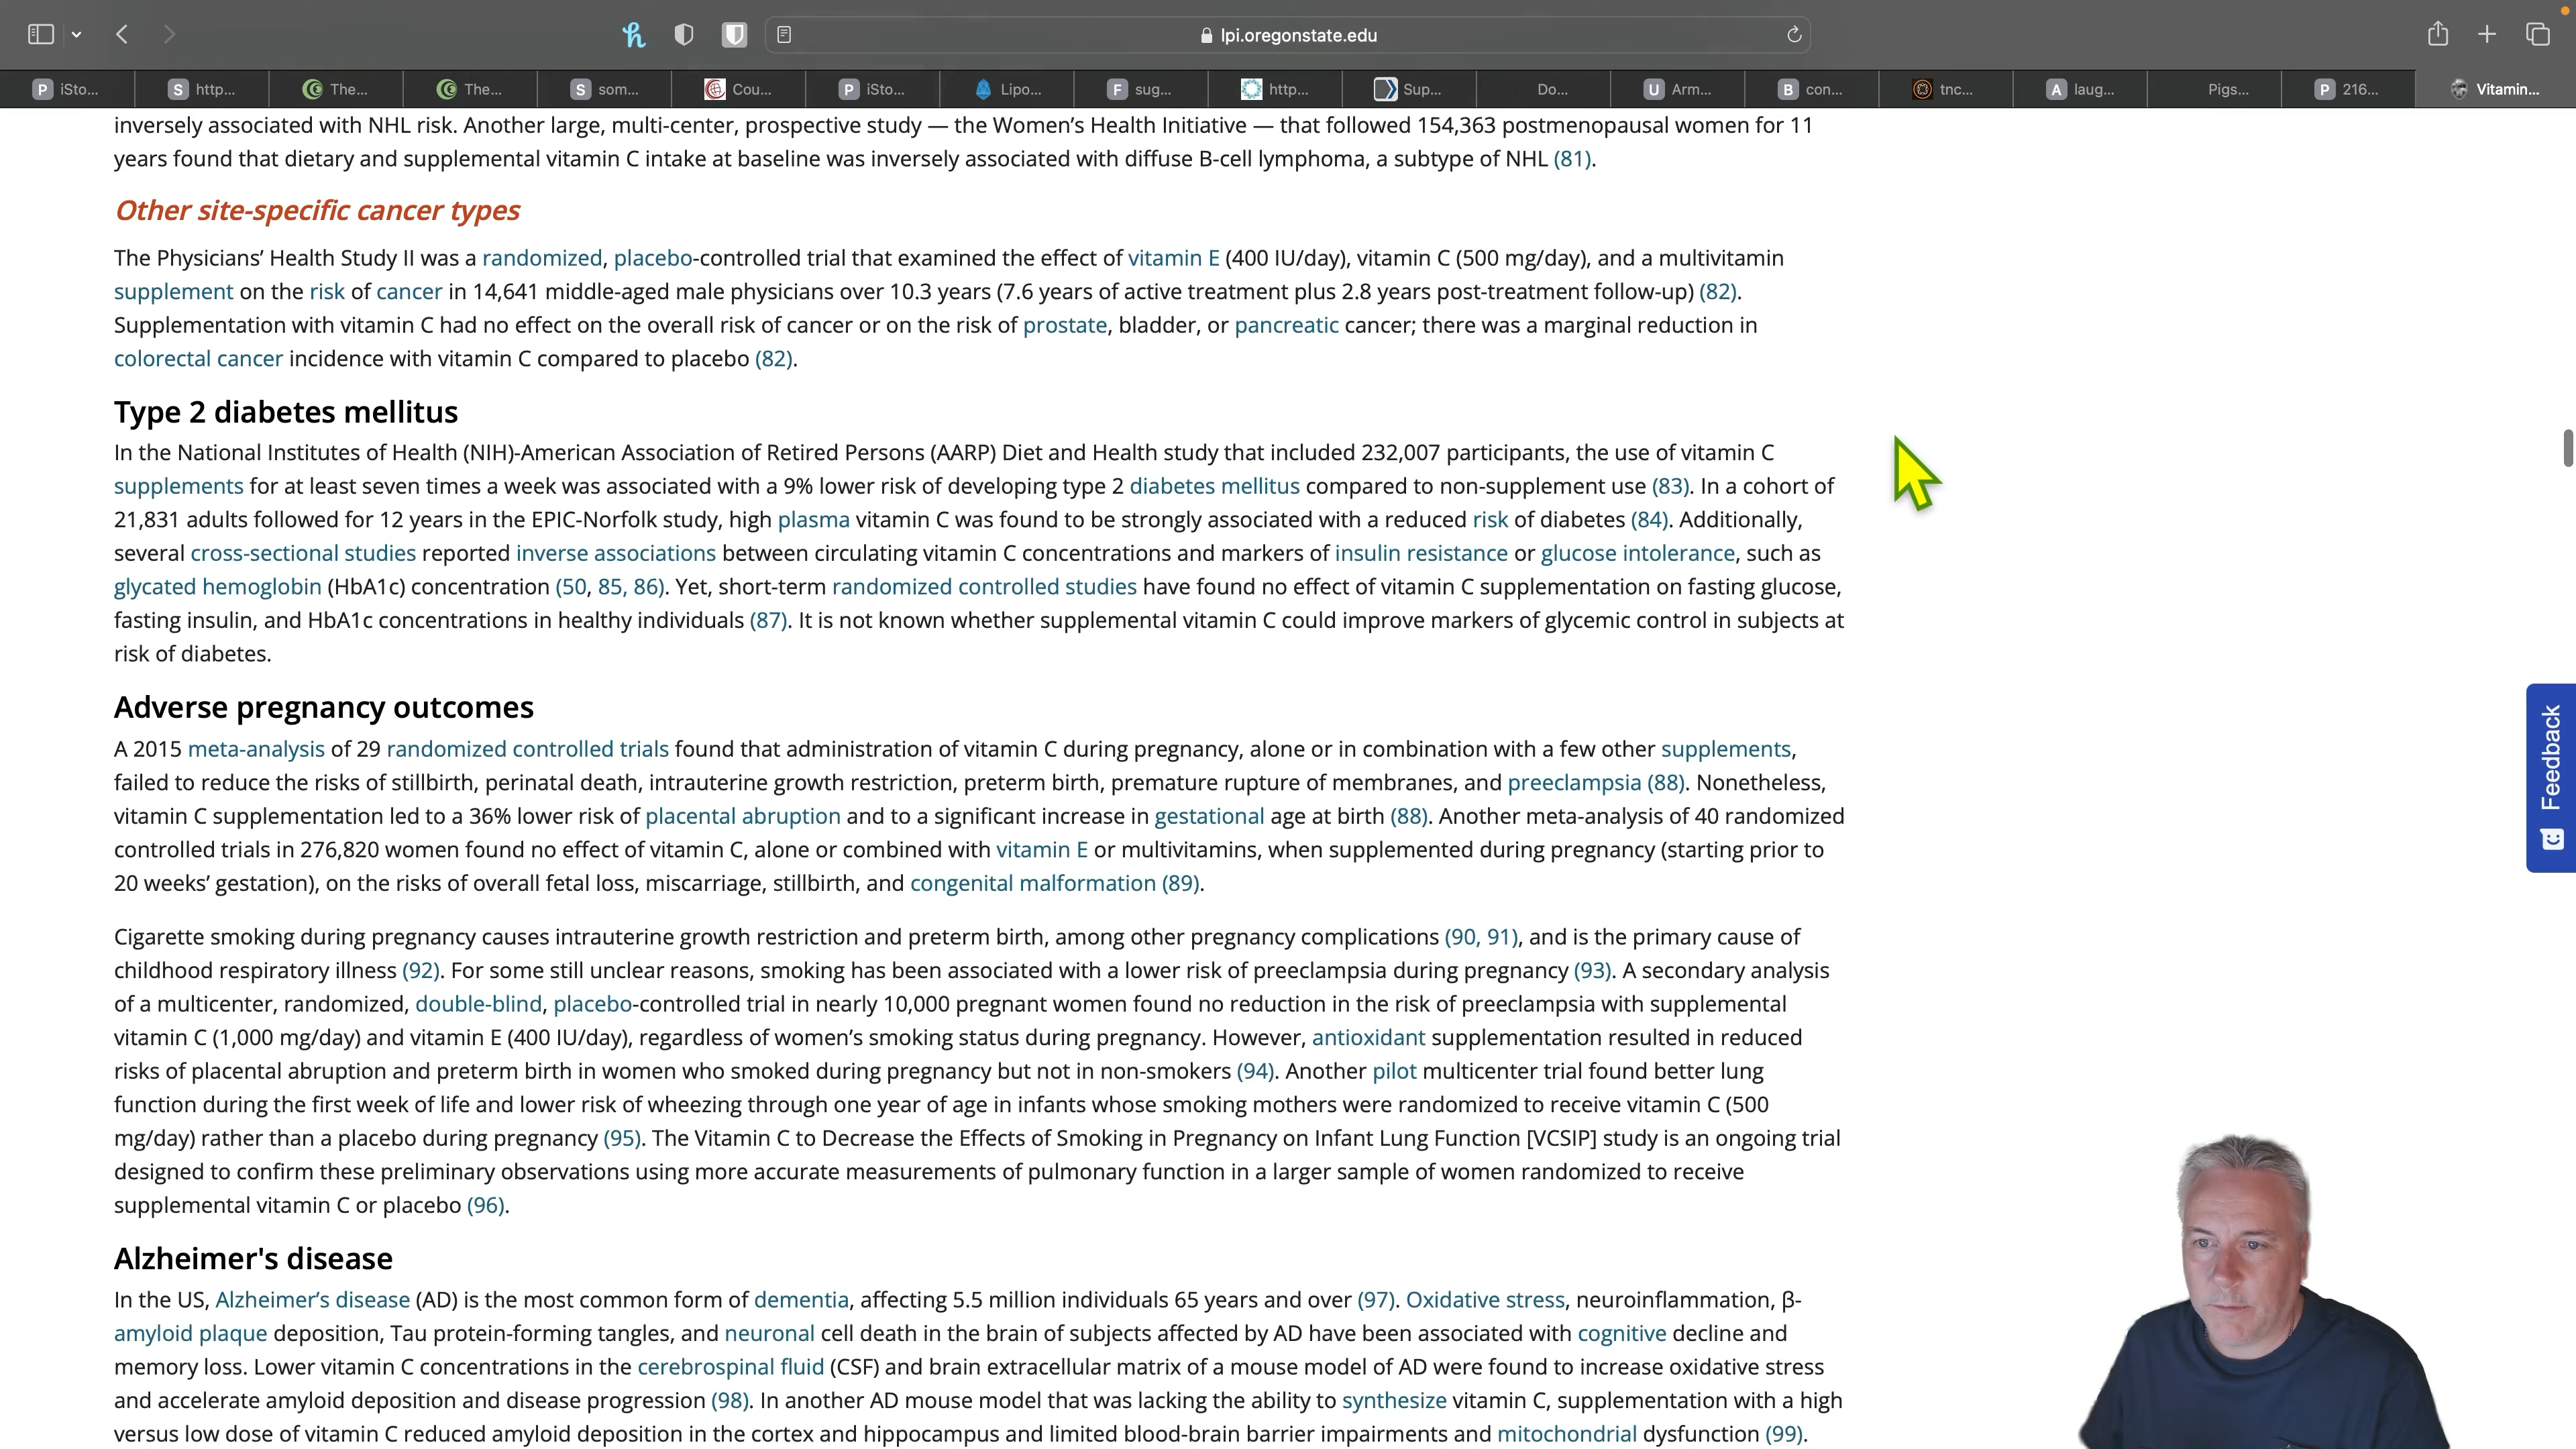 lpi.oregonstate.edu
P iSto...
S http...
The...
The...
S som...
Cou...
P iSto...
Lipo...
F sug...
http...
Sup...
Do...
U Arm...
B con...
tnc...
A laug...
Pigs...
P 216...
Vitamin...
inversely associated with NHL risk. Another large, multi-center, prospective study — the Women’s Health Initiative — that followed 154,363 postmenopausal women for 11
years found that dietary and supplemental vitamin C intake at baseline was inversely associated with diffuse B-cell lymphoma, a subtype of NHL (81).
Other site-specific cancer types
The Physicians’ Health Study II was a randomized, placebo-controlled trial that examined the effect of vitamin E (400 IU/day), vitamin C (500 mg/day), and a multivitamin
supplement on the risk of cancer in 14,641 middle-aged male physicians over 10.3 years (7.6 years of active treatment plus 2.8 years post-treatment follow-up) (82).
Supplementation with vitamin C had no effect on the overall risk of cancer or on the risk of prostate, bladder, or pancreatic cancer; there was a marginal reduction in
colorectal cancer incidence with vitamin C compared to placebo (82).
Type 2 diabetes mellitus
In the National Institutes of Health (NIH)-American Association of Retired Persons (AARP) Diet and Health study that included 232,007 participants, the use of vitamin C
supplements for at least seven times a week was associated with a 9% lower risk of developing type 2 diabetes mellitus compared to non-supplement use (83). In a cohort of
21,831 adults followed for 12 years in the EPIC-Norfolk study, high plasma vitamin C was found to be strongly associated with a reduced risk of diabetes (84). Additionally,
several cross-sectional studies reported inverse associations between circulating vitamin C concentrations and markers of insulin resistance or glucose intolerance, such as
glycated hemoglobin (HbA1c) concentration (50, 85, 86). Yet, short-term randomized controlled studies have found no effect of vitamin C supplementation on fasting glucose,
fasting insulin, and HbA1c concentrations in healthy individuals (87). It is not known whether supplemental vitamin C could improve markers of glycemic control in subjects at
risk of diabetes.
Adverse pregnancy outcomes
A 2015 meta-analysis of 29 randomized controlled trials found that administration of vitamin C during pregnancy, alone or in combination with a few other supplements,
failed to reduce the risks of stillbirth, perinatal death, intrauterine growth restriction, preterm birth, premature rupture of membranes, and preeclampsia (88). Nonetheless,
vitamin C supplementation led to a 36% lower risk of placental abruption and to a significant increase in gestational age at birth (88). Another meta-analysis of 40 randomized
controlled trials in 276,820 women found no effect of vitamin C, alone or combined with vitamin E or multivitamins, when supplemented during pregnancy (starting prior to
20 weeks’ gestation), on the risks of overall fetal loss, miscarriage, stillbirth, and congenital malformation (89).
Cigarette smoking during pregnancy causes intrauterine growth restriction and preterm birth, among other pregnancy complications (90, 91), and is the primary cause of
childhood respiratory illness (92). For some still unclear reasons, smoking has been associated with a lower risk of preeclampsia during pregnancy (93). A secondary analysis
of a multicenter, randomized, double-blind, placebo-controlled trial in nearly 10,000 pregnant women found no reduction in the risk of preeclampsia with supplemental
vitamin C (1,000 mg/day) and vitamin E (400 IU/day), regardless of women’s smoking status during pregnancy. However, antioxidant supplementation resulted in reduced
risks of placental abruption and preterm birth in women who smoked during pregnancy but not in non-smokers (94). Another pilot multicenter trial found better lung
function during the first week of life and lower risk of wheezing through one year of age in infants whose smoking mothers were randomized to receive vitamin C (500
mg/day) rather than a placebo during pregnancy (95). The Vitamin C to Decrease the Effects of Smoking in Pregnancy on Infant Lung Function [VCSIP] study is an ongoing trial
designed to confirm these preliminary observations using more accurate measurements of pulmonary function in a larger sample of women randomized to receive
supplemental vitamin C or placebo (96).
Alzheimer's disease
In the US, Alzheimer’s disease (AD) is the most common form of dementia, affecting 5.5 million individuals 65 years and over (97). Oxidative stress, neuroinflammation, β-
amyloid plaque deposition, Tau protein-forming tangles, and neuronal cell death in the brain of subjects affected by AD have been associated with cognitive decline and
memory loss. Lower vitamin C concentrations in the cerebrospinal fluid (CSF) and brain extracellular matrix of a mouse model of AD were found to increase oxidative stress
and accelerate amyloid deposition and disease progression (98). In another AD mouse model that was lacking the ability to synthesize vitamin C, supplementation with a high
versus low dose of vitamin C reduced amyloid deposition in the cortex and hippocampus and limited blood-brain barrier impairments and mitochondrial dysfunction (99).
Feedback